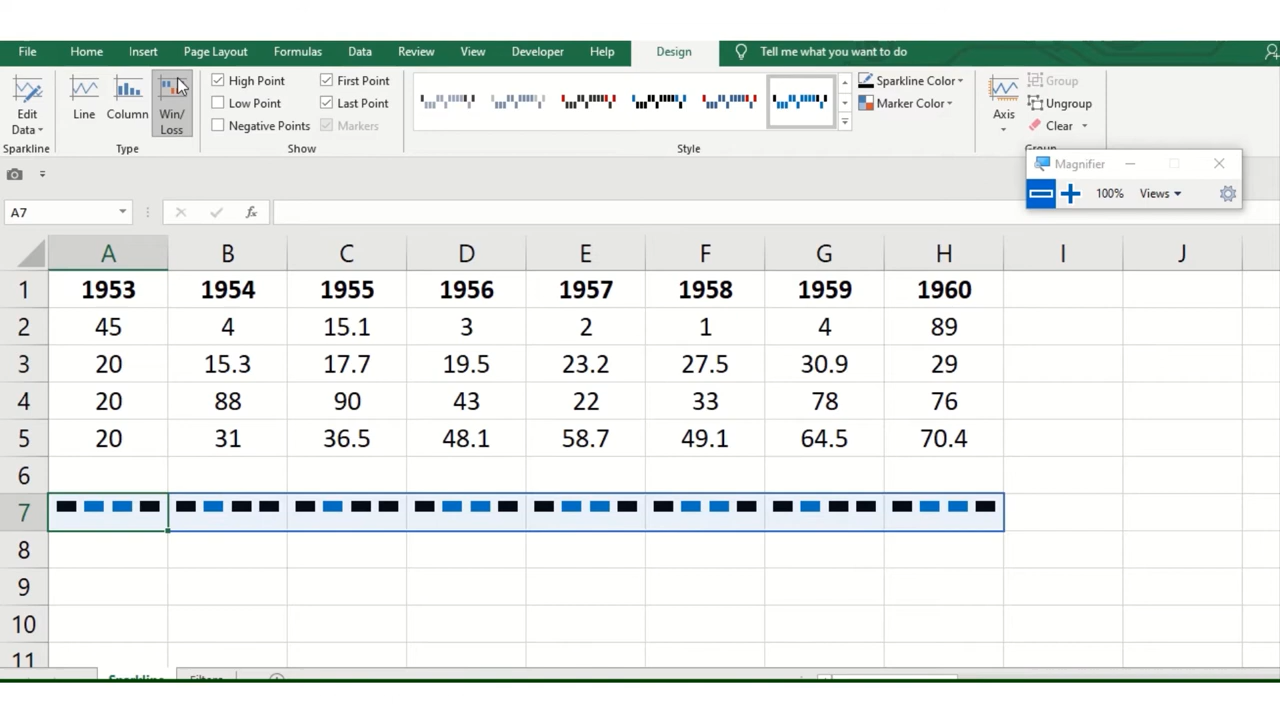 File Home Insert Page Layout Formulas Data Review View Developer Help Design Tell me what you want to do
Edit Data
Line
Column
Win/
Loss
High Point
Low Point
Negative Points
First Point
Last Point
Markers
Sparkline Color
Marker Color
Axis
Group
Ungroup
Clear
Sparkline Type Show Style Group
Magnifier
100% Views
A7 fx
A B C D E F G H I J
1 1953 1954 1955 1956 1957 1958 1959 1960
2 45 4 15.1 3 2 1 4 89
3 20 15.3 17.7 19.5 23.2 27.5 30.9 29
4 20 88 90 43 22 33 78 76
5 20 31 36.5 48.1 58.7 49.1 64.5 70.4
6
7
8
9
10
11
Sparkline Filters